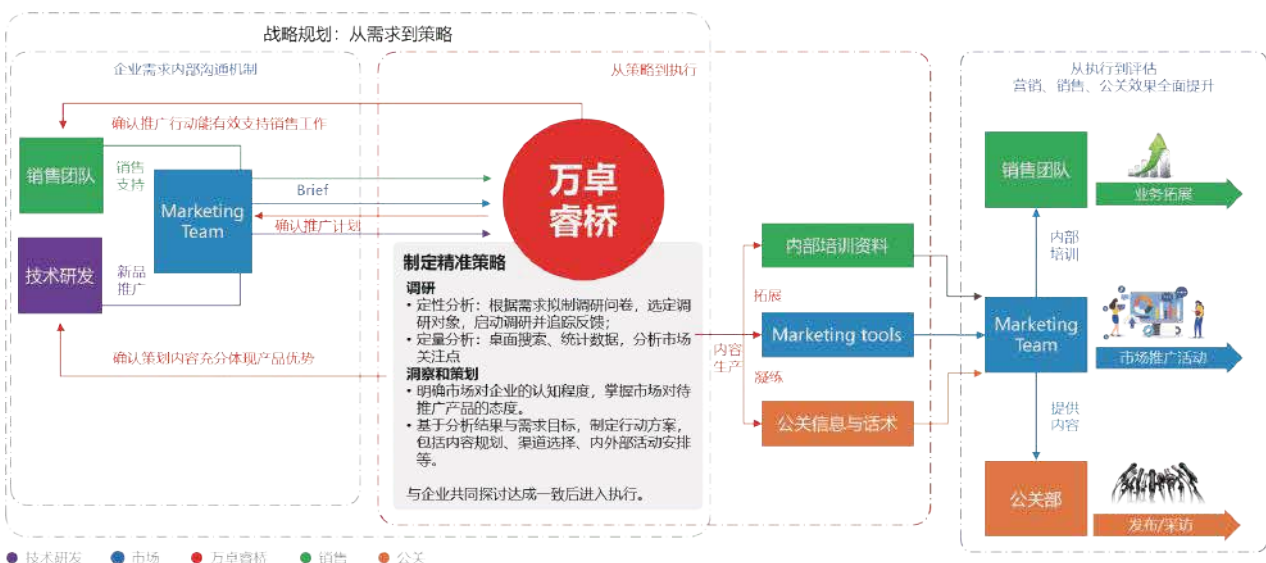 战略规划：从需求到策略
企业需求内部沟通机制
确认推广行动能有效支持销售工作
销售团队
销售
支持
Marketing
Team
技术研发
新品
推广
Brief
确认推广计划
确认策划内容充分体现产品优势
从策略到执行
万卓
睿桥
制定精准策略
调研
• 定性分析：根据需求拟制调研问卷，选定调
研对象，启动调研并追踪反馈；
• 定量分析：桌面搜索、统计数据，分析市场
关注点
洞察和策划
• 明确市场对企业的认知程度，掌握市场对待
推广产品的态度。
• 基于分析结果与需求目标，制定行动方案，
包括内容规划、渠道选择、内外部活动安排
等。
与企业共同探讨达成一致后进入执行。
内容
生产
内部培训资料
拓展
Marketing tools
凝练
公关信息与话术
从执行到评估
营销、销售、公关效果全面提升
销售团队
业务拓展
内部
培训
Marketing
Team
市场推广活动
提供
内容
公关部
发布/采访
技术研发
市场
万卓睿桥
销售
公关